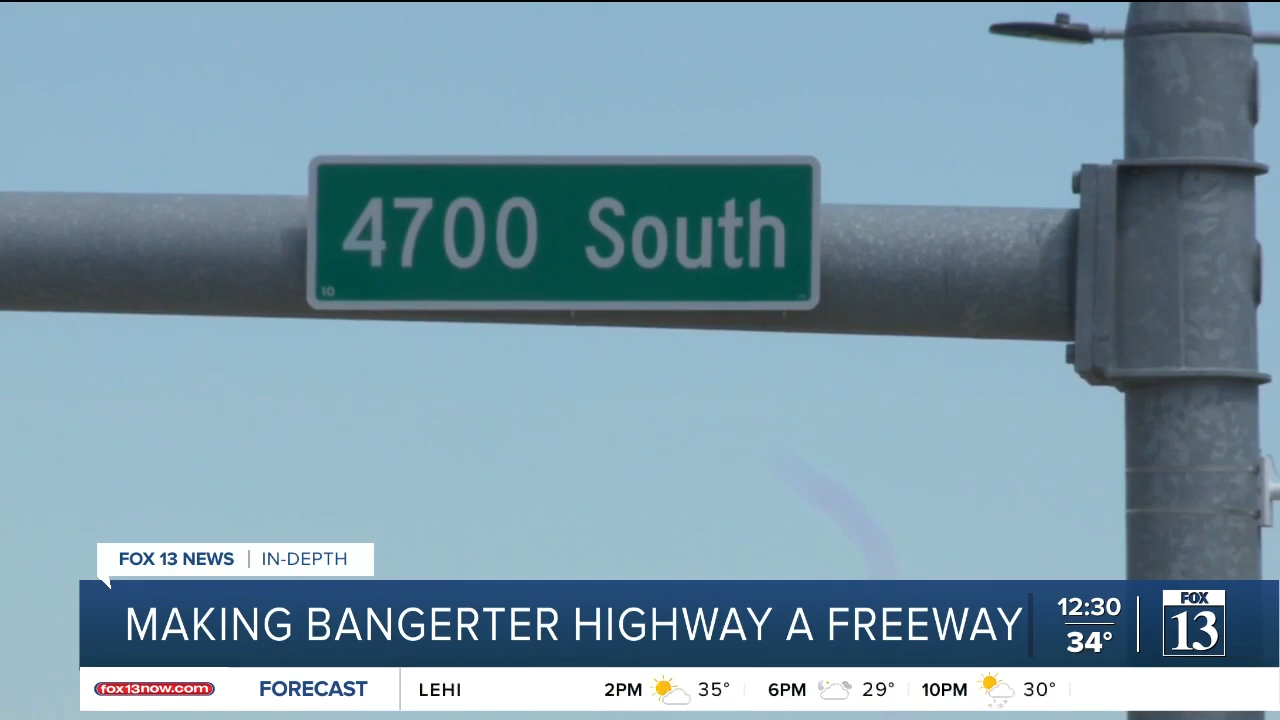 4700 South
10
FOX 13 NEWS | IN-DEPTH
MAKING BANGERTER HIGHWAY A FREEWAY
12:30
34°
FOX
13
fox13now.com
FORECAST
LEHI
2PM 35°
6PM 29°
10PM 30°